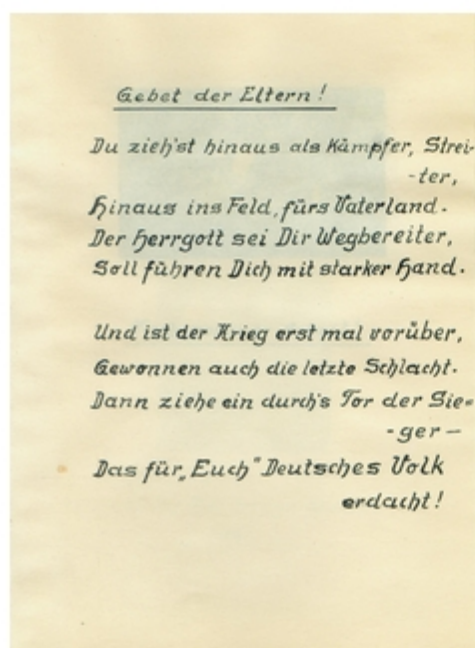 Gebet der Eltern!
Du zieh'st hinaus als Kämpfer, Strei-
-ter,
Hinaus ins Feld, fürs Vaterland.
Der Herrgott sei Dir Wegbereiter,
Soll führen Dich mit starker Hand.
Und ist der Krieg erst mal vorüber,
Gewonnen auch die letzte Schlacht.
Dann ziehe ein durch's Tor der Sie=
-ger-
Das für „Euch" Deutsches Volk
erdacht!